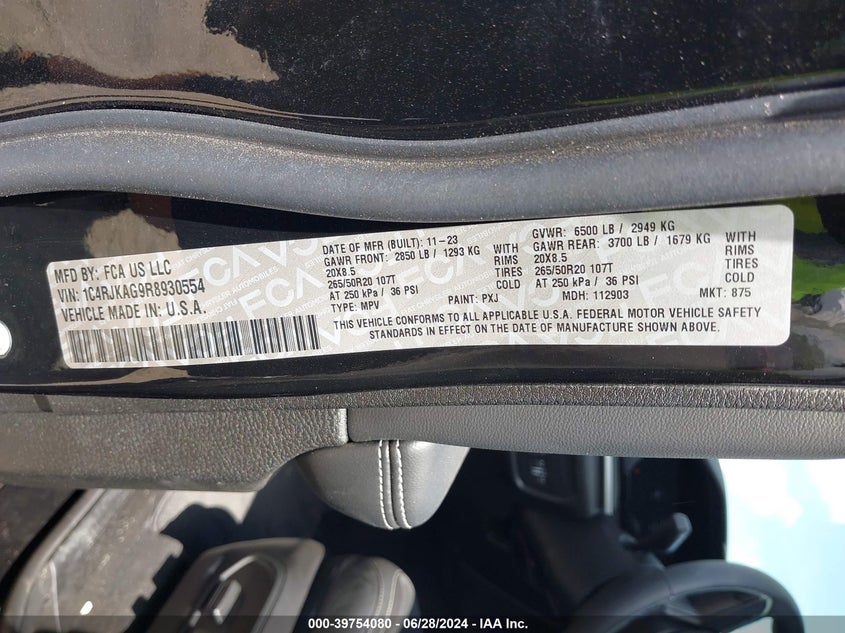 MFD BY: FCA US LLC
VIN: 1C4RJKAG9R8930554
VEHICLE MADE IN: U.S.A.
DATE OF MFR (BUILT): 11-23
GAWR FRONT: 2850 LB / 1293 KG WITH
20X8.5 RIMS
265/50R20 107T TIRES
AT 250 kPa / 36 PSI COLD
TYPE: MPV PAINT: PXJ
GVWR: 6500 LB / 2949 KG
GAWR REAR: 3700 LB / 1679 KG WITH
20X8.5 RIMS
265/50R20 107T TIRES
AT 250 kPa / 36 PSI COLD
MDH: 112903 MKT: 875
THIS VEHICLE CONFORMS TO ALL APPLICABLE U.S.A. FEDERAL MOTOR VEHICLE SAFETY
STANDARDS IN EFFECT ON THE DATE OF MANUFACTURE SHOWN ABOVE.
000-39754080 - 06/28/2024 - IAA Inc.